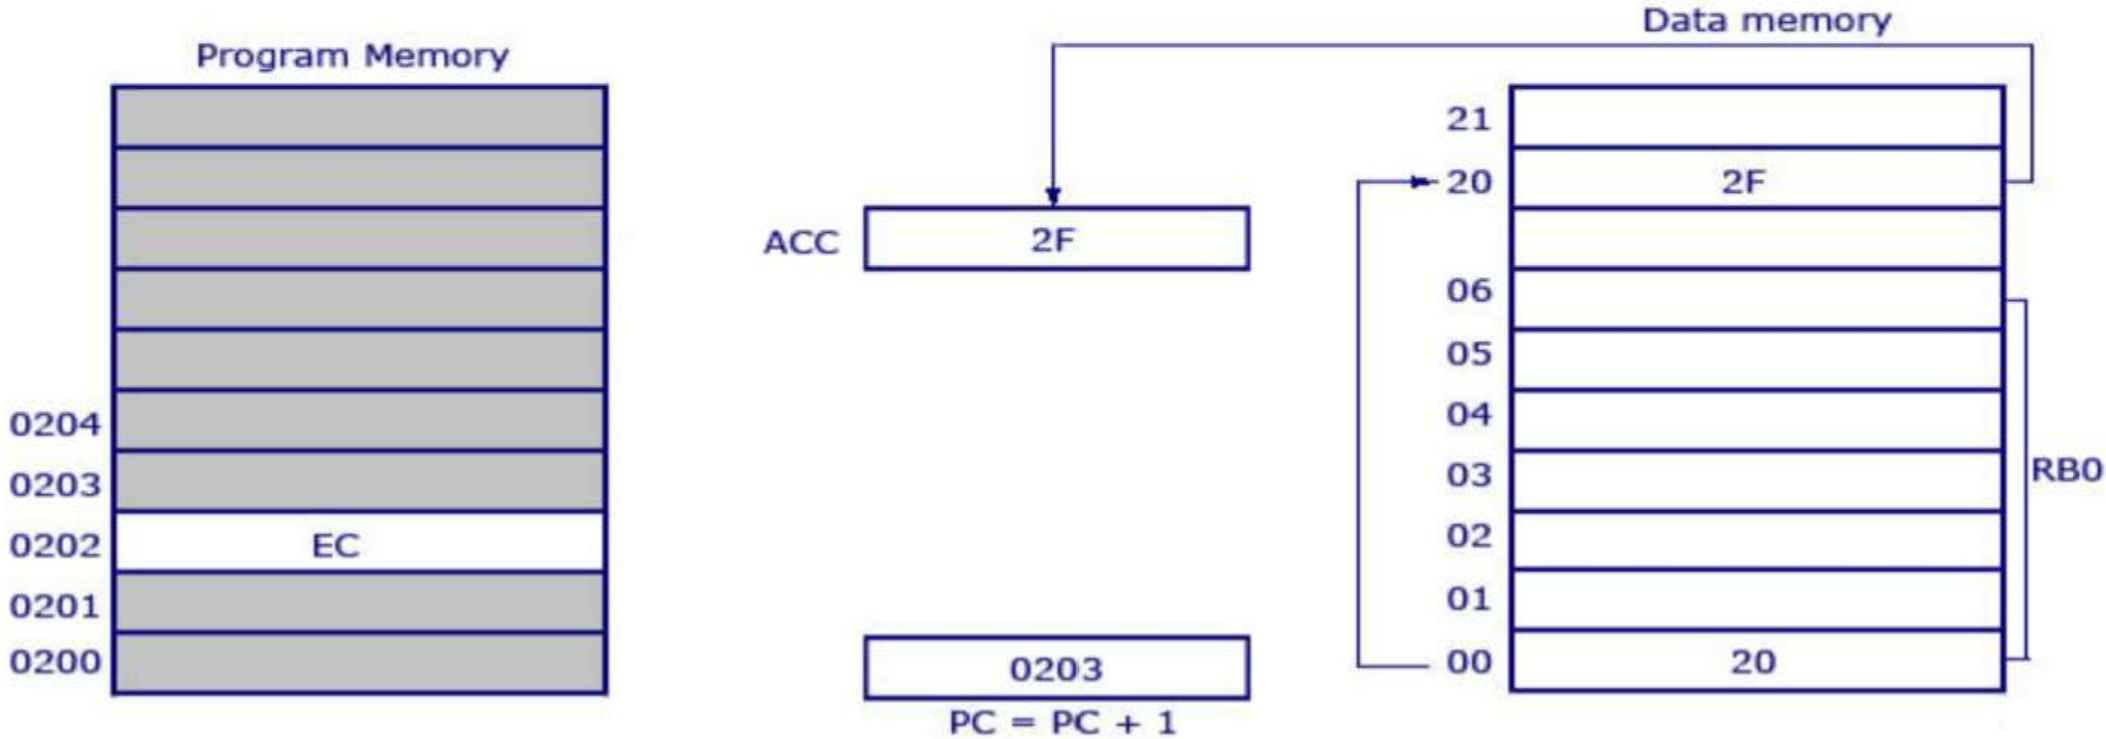 Program Memory
0204
0203
0202 EC
0201
0200
ACC 2F
0203
PC = PC + 1
Data memory
21
20 2F
06
05
04
03
02
01
00 20
RB0